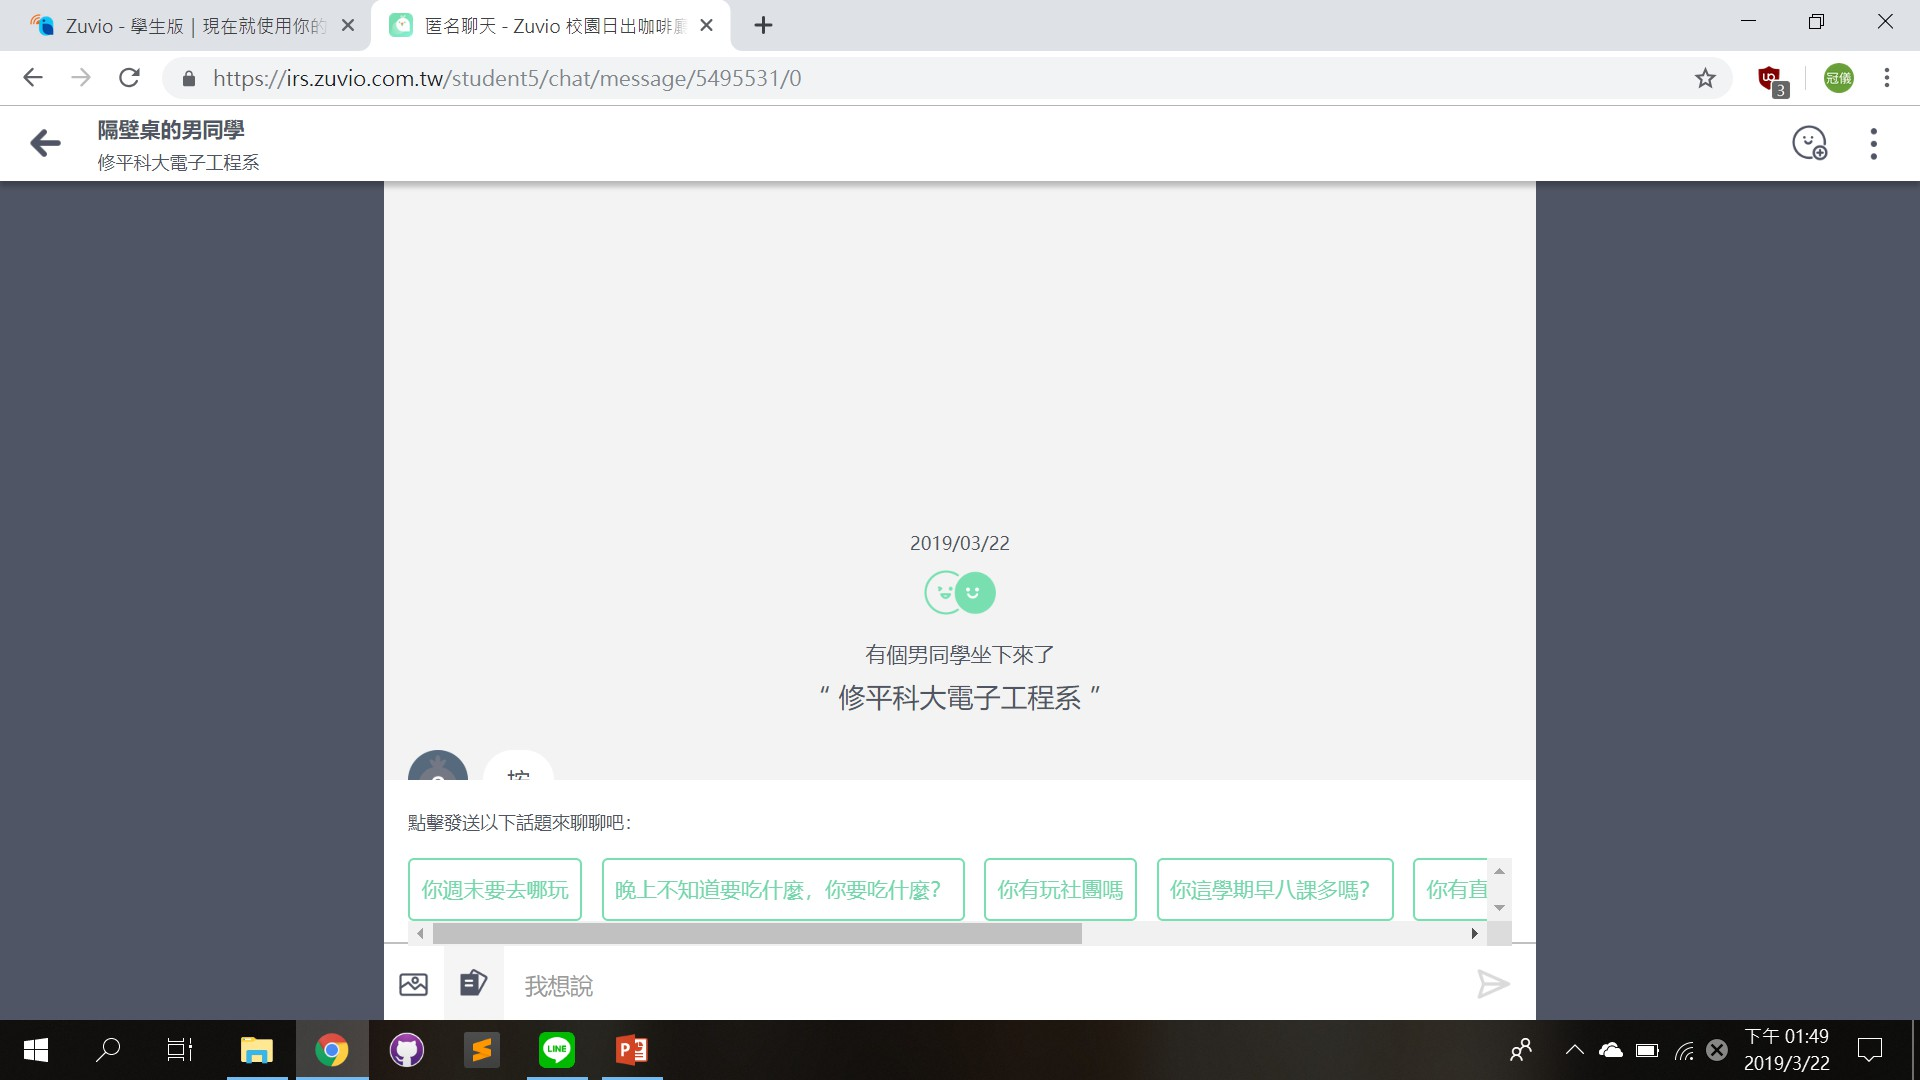 Zuvio - 學生版 | 現在就使用你的
匿名聊天 - Zuvio 校園日出咖啡廳
https://irs.zuvio.com.tw/student5/chat/message/5495531/0
3
冠儀
隔壁桌的男同學
修平科大電子工程系
2019/03/22
有個男同學坐下來了
“ 修平科大電子工程系 ”
按
點擊發送以下話題來聊聊吧:
你週末要去哪玩
晚上不知道要吃什麼，你要吃什麼?
你有玩社團嗎
你這學期早八課多嗎?
你有直
我想說
LINE
下午 01:49
2019/3/22